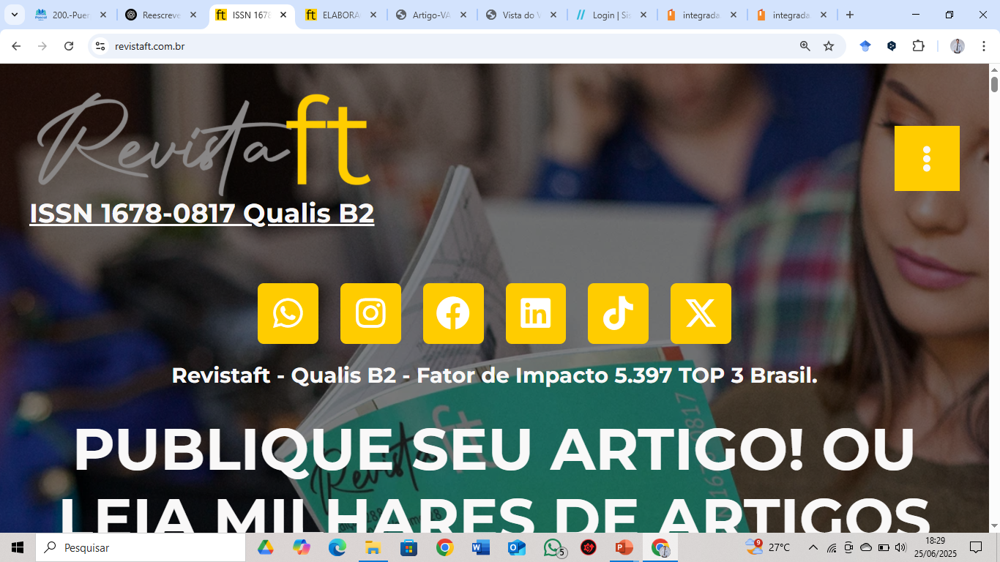 200.-Puer
Reescreve
ISSN 1678
ELABORA
Artigo-VA
Vista do V
Login | Sis
integrada
integrada
revistaft.com.br
Revistaft
ISSN 1678-0817 Qualis B2
Revistaft - Qualis B2 - Fator de Impacto 5.397 TOP 3 Brasil.
PUBLIQUE SEU ARTIGO! OU
LEIA MILHARES DE ARTIGOS
Revista ft
Pesquisar
5
9
27°C
18:29
25/06/2025